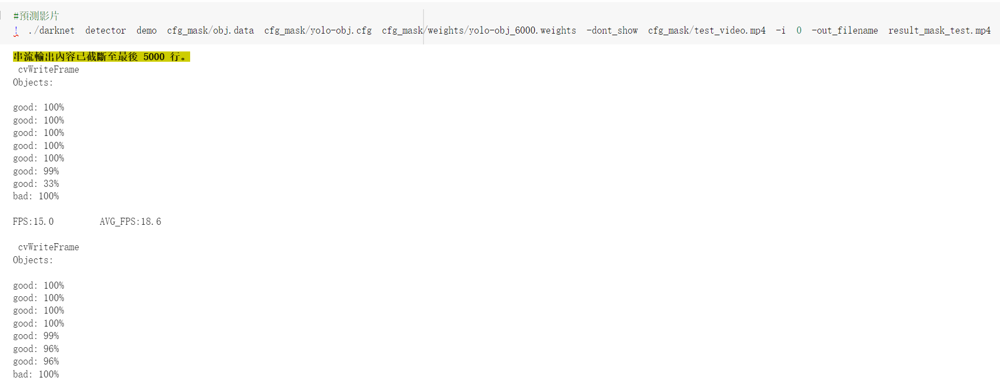 #預測影片
! ./darknet detector demo cfg_mask/obj.data cfg_mask/yolo-obj.cfg cfg_mask/weights/yolo-obj_6000.weights -dont_show cfg_mask/test_video.mp4 -i 0 -out_filename result_mask_test.mp4
串流輸出內容已截斷至最後 5000 行。
cvWriteFrame
Objects:
good: 100%
good: 100%
good: 100%
good: 100%
good: 100%
good: 99%
good: 33%
bad: 100%
FPS:15.0 AVG_FPS:18.6
cvWriteFrame
Objects:
good: 100%
good: 100%
good: 100%
good: 100%
good: 99%
good: 96%
good: 96%
bad: 100%